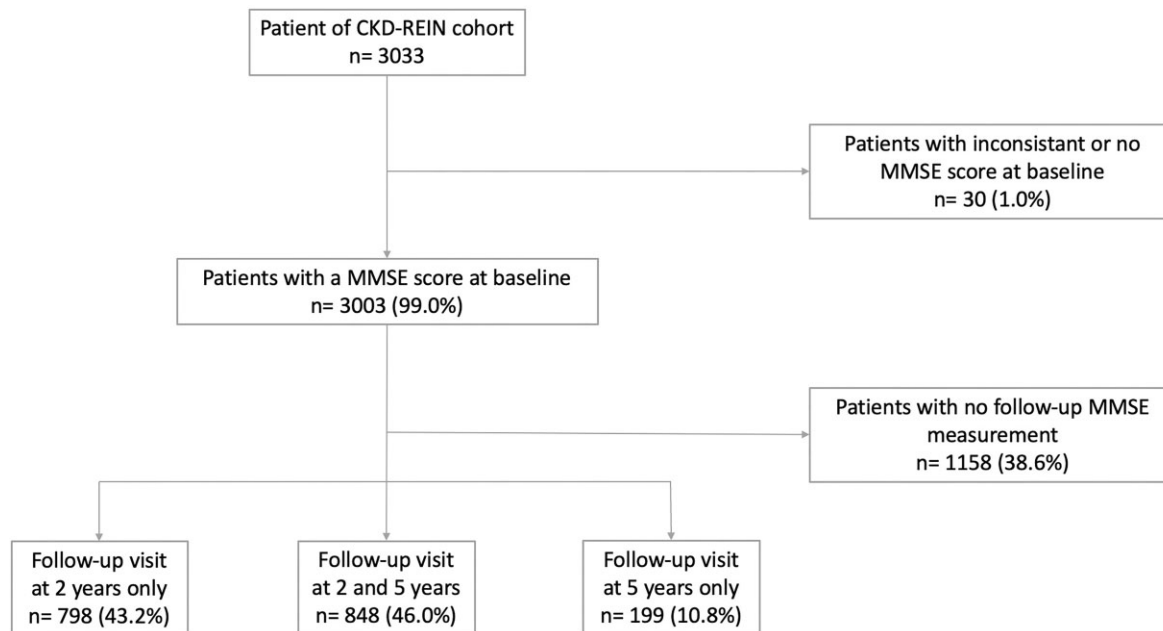 Patient of CKD-REIN cohort
n= 3033
Patients with inconsistant or no
MMSE score at baseline
n= 30 (1.0%)
Patients with a MMSE score at baseline
n= 3003 (99.0%)
Patients with no follow-up MMSE
measurement
n= 1158 (38.6%)
Follow-up visit
at 2 years only
n= 798 (43.2%)
Follow-up visit
at 2 and 5 years
n= 848 (46.0%)
Follow-up visit
at 5 years only
n= 199 (10.8%)